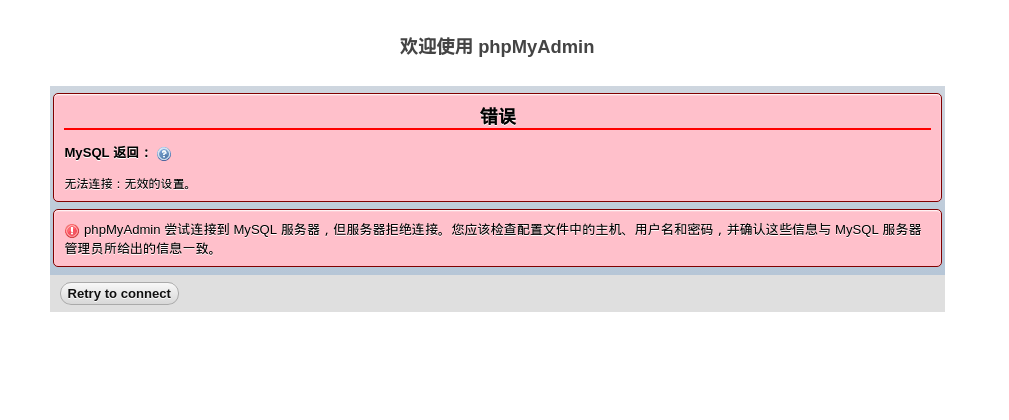 欢迎使用 phpMyAdmin
错误
MySQL 返回：
无法连接：无效的设置。
phpMyAdmin 尝试连接到 MySQL 服务器，但服务器拒绝连接。您应该检查配置文件中的主机、用户名和密码，并确认这些信息与 MySQL 服务器
管理员所给出的信息一致。
Retry to connect